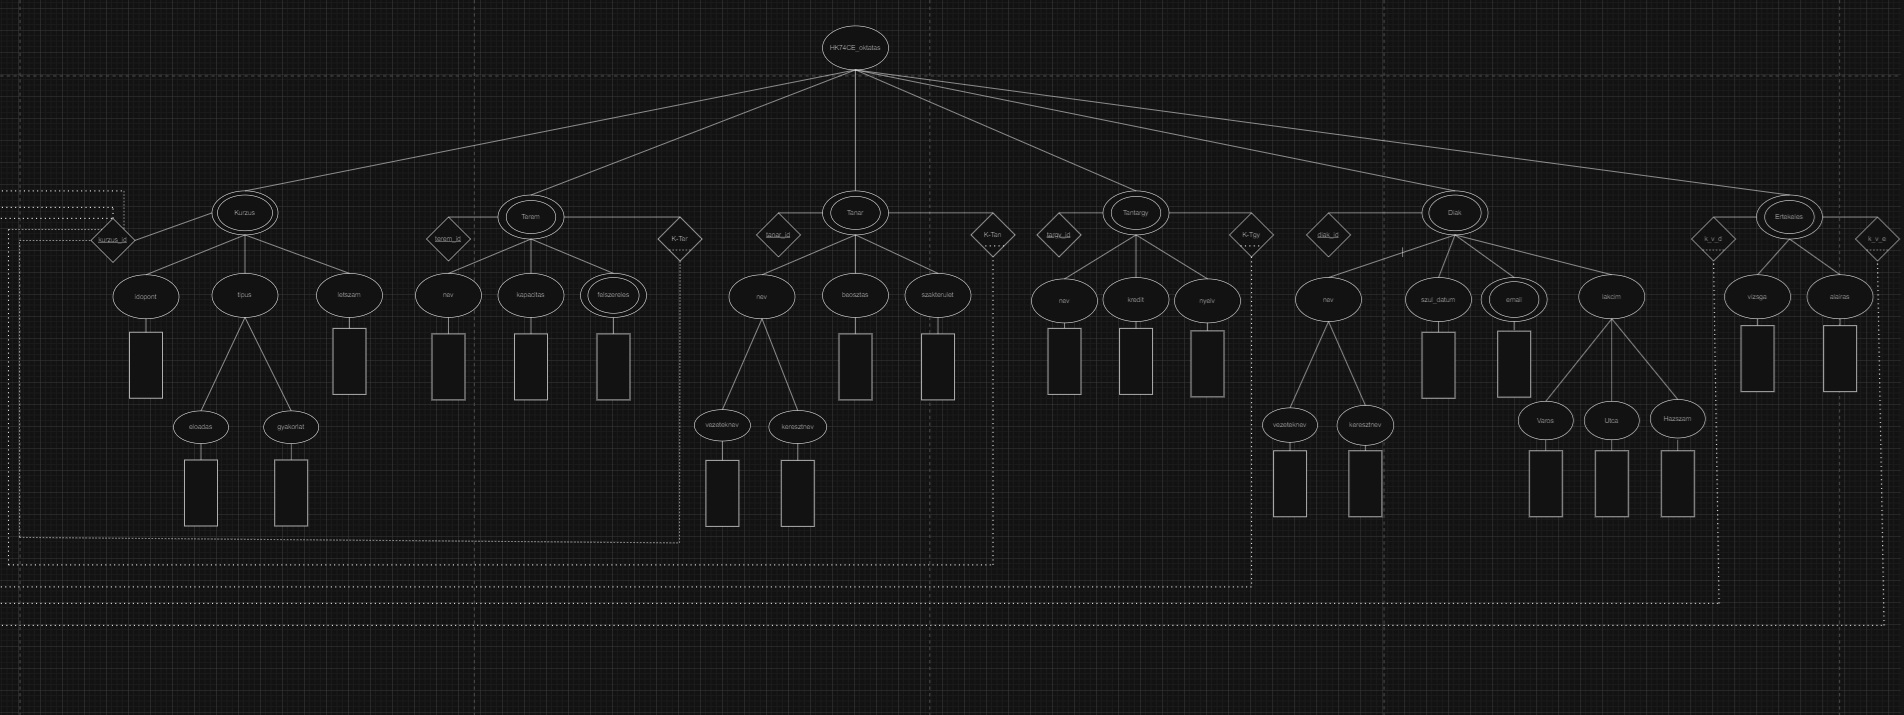 HK74CE_oktatas
Kurzus
Terem
Tanar
Tantargy
Diak
Ertekeles
kurzus_id
terem_id
K-Ter
tanar_id
K-Tan
targy_id
K-Tgy
diak_id
k_v_d
k_v_e
idopont
tipus
letszam
nev
kapacitas
felszereles
nev
beosztas
szakterulet
nev
kredit
nyelv
nev
szul_datum
email
lakcim
vizsga
alairas
eloadas
gyakorlat
vezeteknev
keresztnev
vezeteknev
keresztnev
Varos
Utca
Hazszam